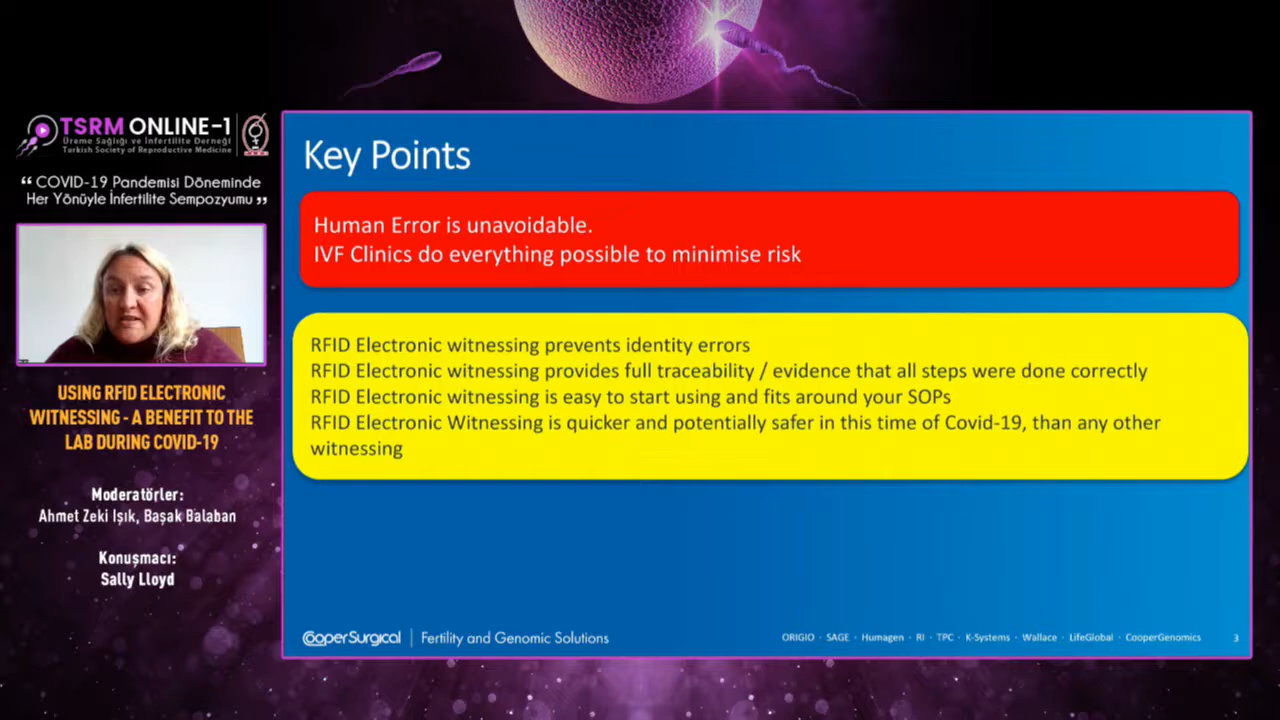 TSRM ONLINE-1
Üreme Sağlığı ve İnfertilite Derneği
Turkish Society of Reproductive Medicine
“ COVID-19 Pandemisi Döneminde
Her Yönüyle İnfertilite Sempozyumu ”
USING RFID ELECTRONIC
WITNESSING - A BENEFIT TO THE
LAB DURING COVID-19
Moderatörler:
Ahmet Zeki Işık, Başak Balaban
Konuşmacı:
Sally Lloyd
Key Points
Human Error is unavoidable.
IVF Clinics do everything possible to minimise risk
RFID Electronic witnessing prevents identity errors
RFID Electronic witnessing provides full traceability / evidence that all steps were done correctly
RFID Electronic witnessing is easy to start using and fits around your SOPs
RFID Electronic Witnessing is quicker and potentially safer in this time of Covid-19, than any other
witnessing
CooperSurgical | Fertility and Genomic Solutions
ORIGIO · SAGE · Humagen · RI · TPC · K-Systems · Wallace · LifeGlobal · CooperGenomics
3